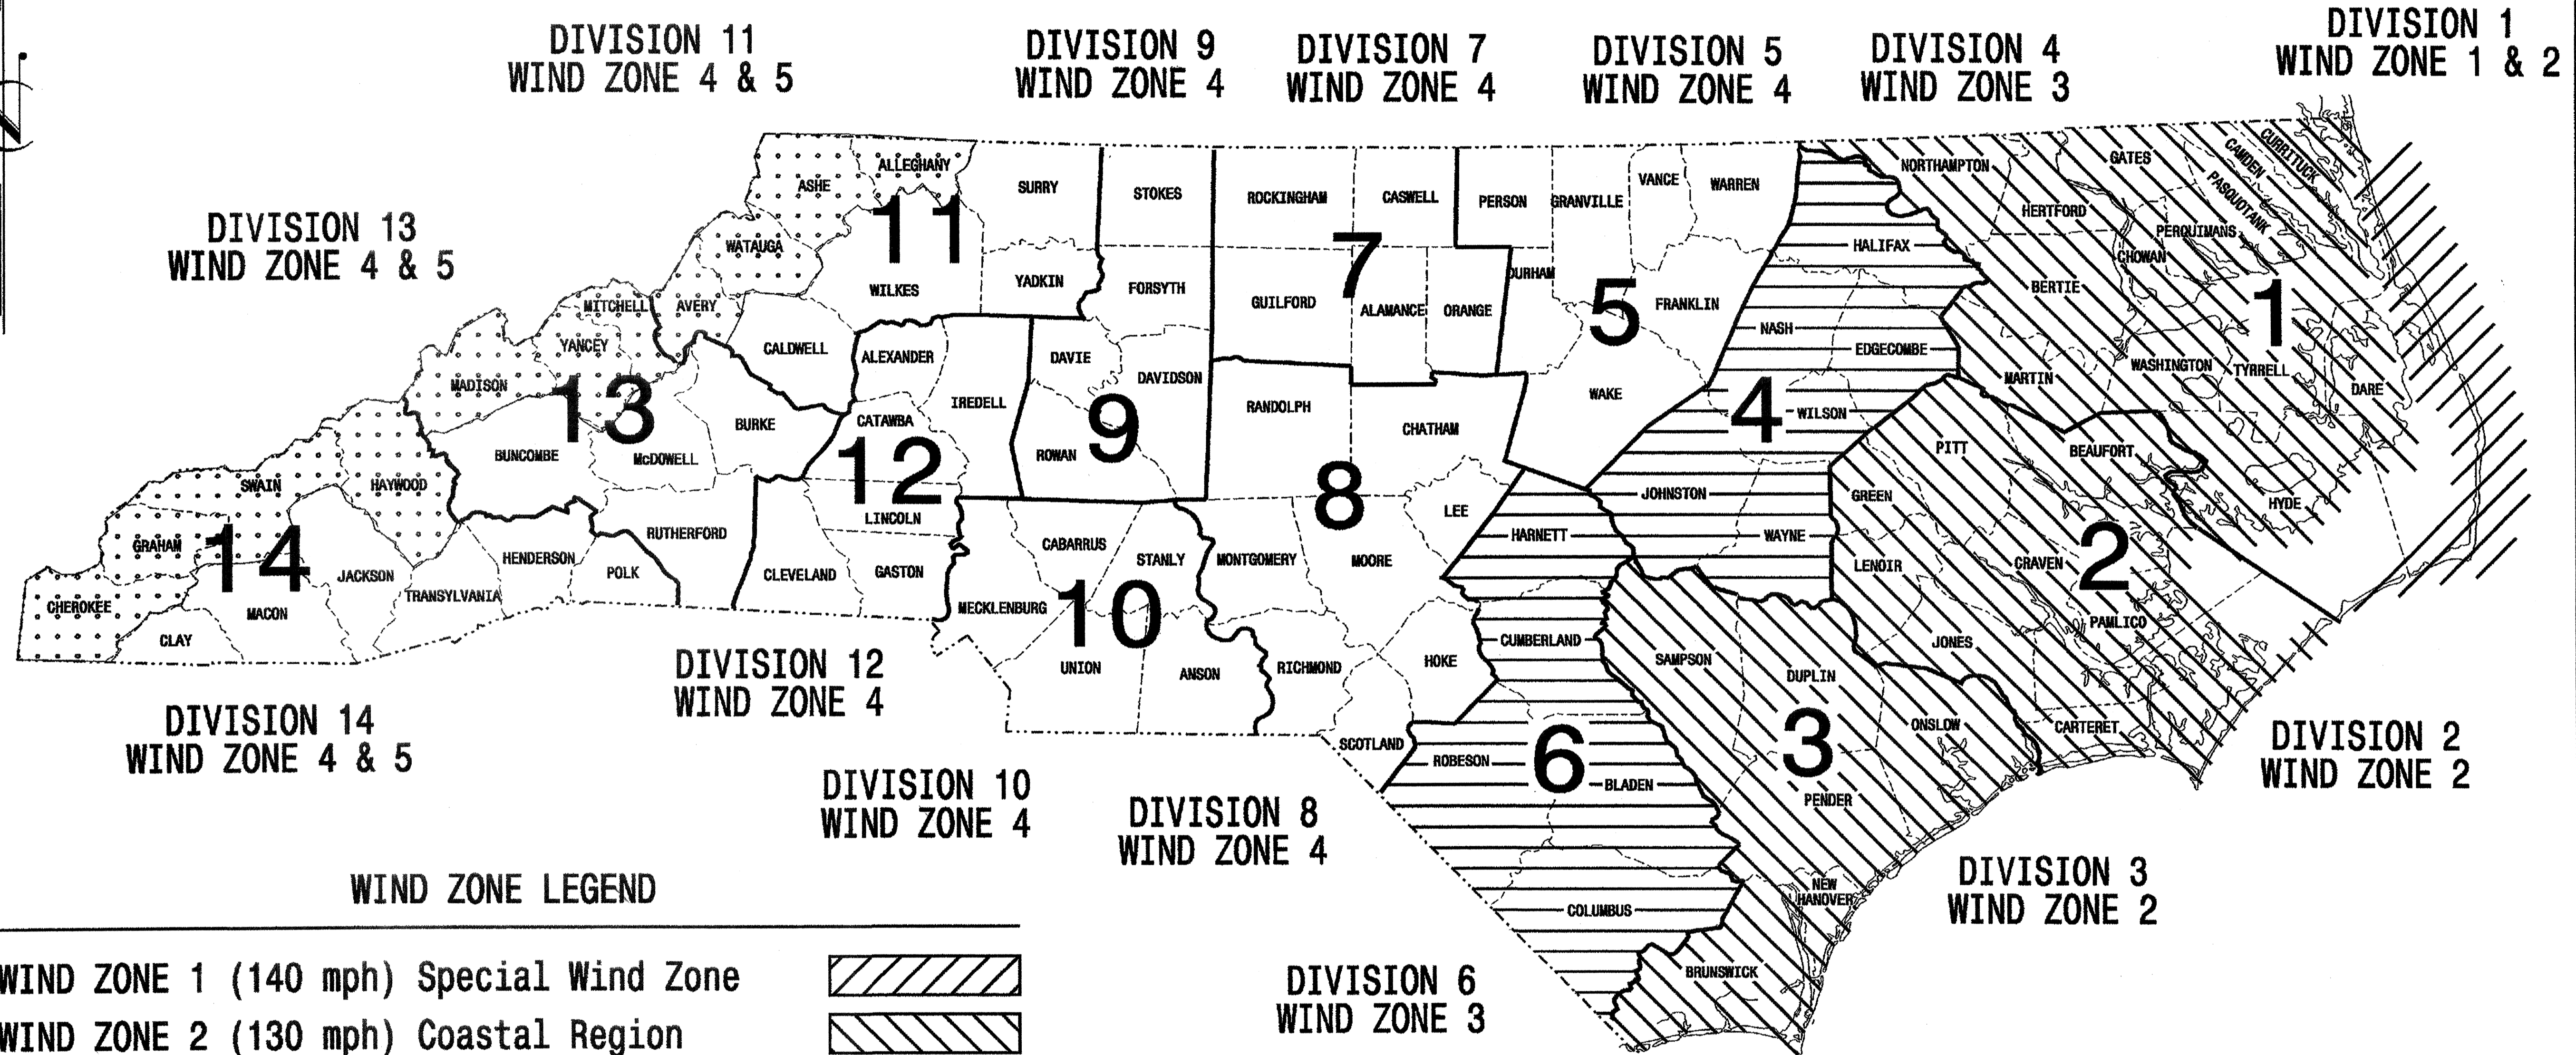 DIVISION 11
WIND ZONE 4 & 5
DIVISION 9
WIND ZONE 4
DIVISION 7
WIND ZONE 4
DIVISION 5
WIND ZONE 4
DIVISION 4
WIND ZONE 3
DIVISION 1
WIND ZONE 1 & 2
DIVISION 13
WIND ZONE 4 & 5
ASHE
ALLEGHANY
SURRY
STOKES
ROCKINGHAM
CASWELL
PERSON
GRANVILLE
VANCE
WARREN
NORTHAMPTON
GATES
CAMDEN
CURRITUCK
PASQUOTANK
HERTFORD
PERQUIMANS
CHOWAN
HALIFAX
WATAUGA
11
WILKES
YADKIN
FORSYTH
7
GUILFORD
ALAMANCE
ORANGE
DURHAM
5
FRANKLIN
NASH
EDGECOMBE
BERTIE
1
MITCHELL
AVERY
YANCEY
CALDWELL
ALEXANDER
DAVIE
DAVIDSON
MARTIN
WASHINGTON
TYRRELL
DARE
MADISON
13
BURKE
CATAWBA
IREDELL
9
RANDOLPH
CHATHAM
WAKE
4
WILSON
BUNCOMBE
McDOWELL
12
ROWAN
8
PITT
BEAUFORT
SWAIN
HAYWOOD
LINCOLN
LEE
JOHNSTON
GREEN
HYDE
GRAHAM
14
JACKSON
HENDERSON
RUTHERFORD
POLK
CLEVELAND
GASTON
CABARRUS
STANLY
MONTGOMERY
MOORE
HARNETT
WAYNE
LENOIR
CRAVEN
2
CHEROKEE
MACON
TRANSYLVANIA
CLAY
MECKLENBURG
10
UNION
ANSON
RICHMOND
HOKE
CUMBERLAND
SAMPSON
DUPLIN
JONES
PAMLICO
DIVISION 12
WIND ZONE 4
DIVISION 14
WIND ZONE 4 & 5
SCOTLAND
ROBESON
6
BLADEN
3
PENDER
ONSLOW
CARTERET
DIVISION 2
WIND ZONE 2
DIVISION 10
WIND ZONE 4
DIVISION 8
WIND ZONE 4
COLUMBUS
NEW
HANOVER
DIVISION 3
WIND ZONE 2
BRUNSWICK
DIVISION 6
WIND ZONE 3
WIND ZONE LEGEND
WIND ZONE 1 (140 mph) Special Wind Zone
WIND ZONE 2 (130 mph) Coastal Region